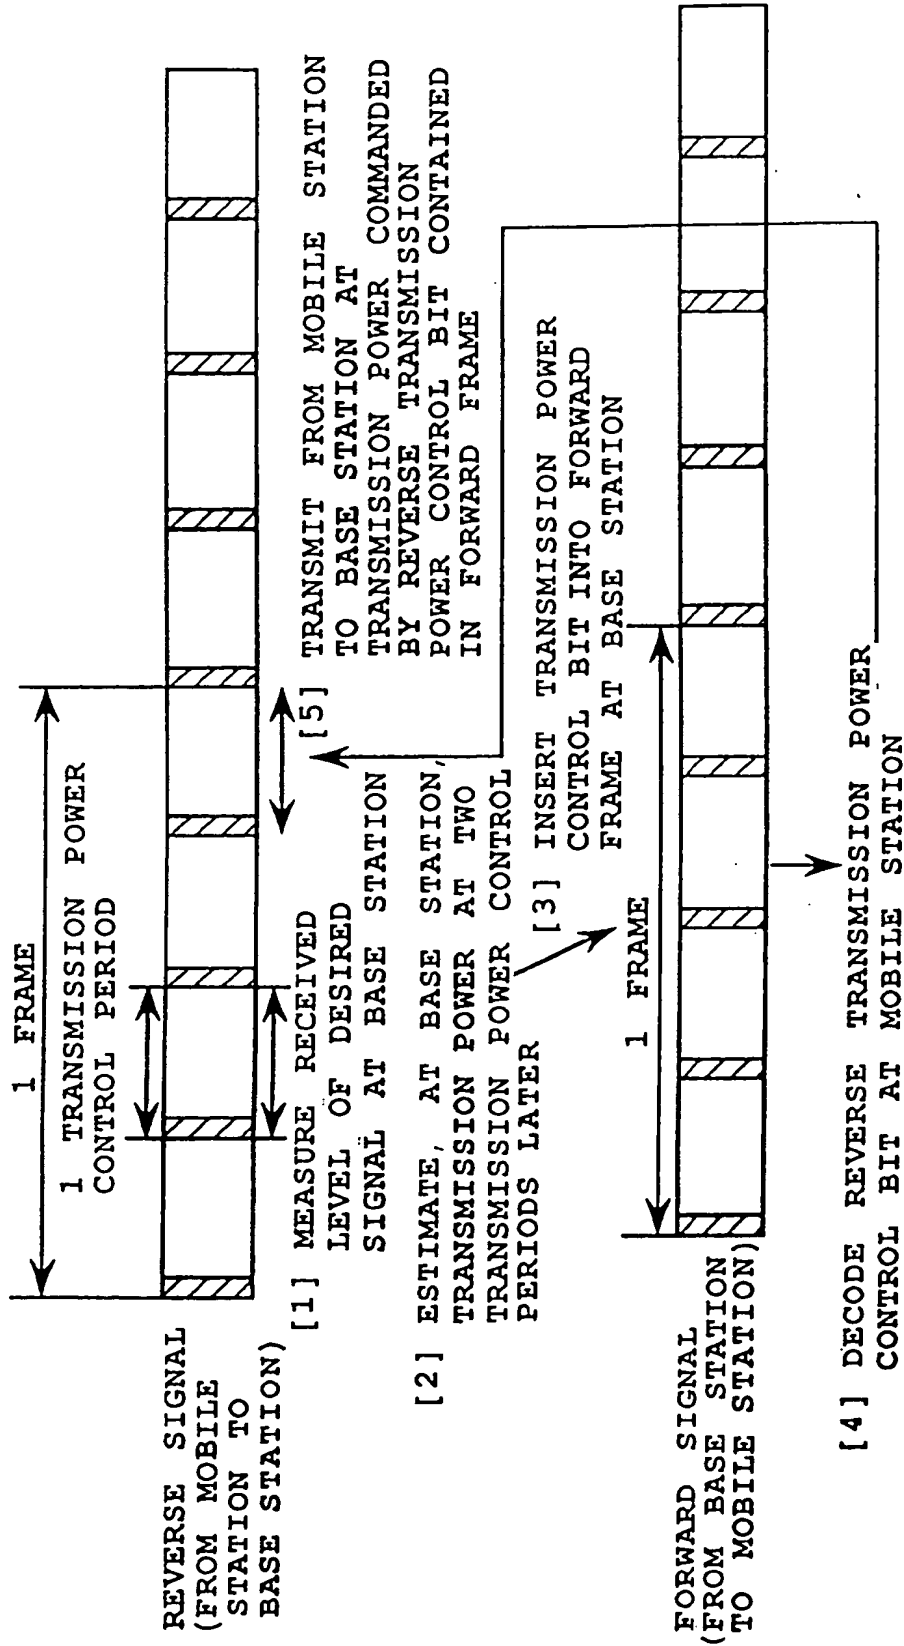 1 FRAME
1 TRANSMISSION POWER
CONTROL PERIOD
REVERSE SIGNAL
(FROM MOBILE
STATION TO
BASE STATION)
[1] MEASURE RECEIVED
LEVEL OF DESIRED
SIGNAL AT BASE STATION
[5] TRANSMIT FROM MOBILE STATION
TO BASE STATION AT
TRANSMISSION POWER COMMANDED
BY REVERSE TRANSMISSION
POWER CONTROL BIT CONTAINED
IN FORWARD FRAME
[2] ESTIMATE, AT BASE STATION,
TRANSMISSION POWER AT TWO
TRANSMISSION POWER CONTROL
PERIODS LATER
[3] INSERT TRANSMISSION POWER
CONTROL BIT INTO FORWARD
FRAME AT BASE STATION
1 FRAME
FORWARD SIGNAL
(FROM BASE STATION
TO MOBILE STATION)
[4] DECODE REVERSE TRANSMISSION POWER
CONTROL BIT AT MOBILE STATION